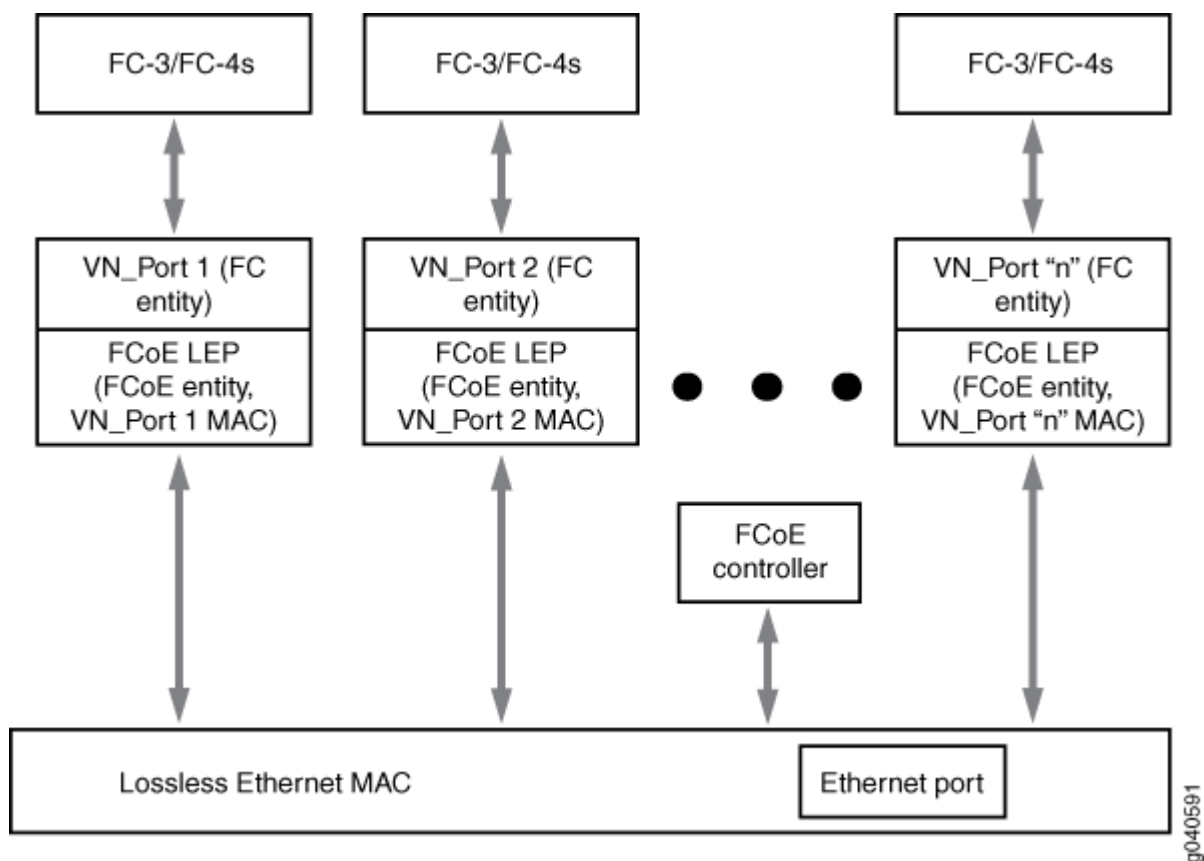 FC-3/FC-4s
FC-3/FC-4s
FC-3/FC-4s
VN_Port 1 (FC
entity)
FCoE LEP
(FCoE entity,
VN_Port 1 MAC)
VN_Port 2 (FC
entity)
FCoE LEP
(FCoE entity,
VN_Port 2 MAC)
VN_Port “n” (FC
entity)
FCoE LEP
(FCoE entity,
VN_Port “n” MAC)
FCoE
controller
Lossless Ethernet MAC
Ethernet port
g040591